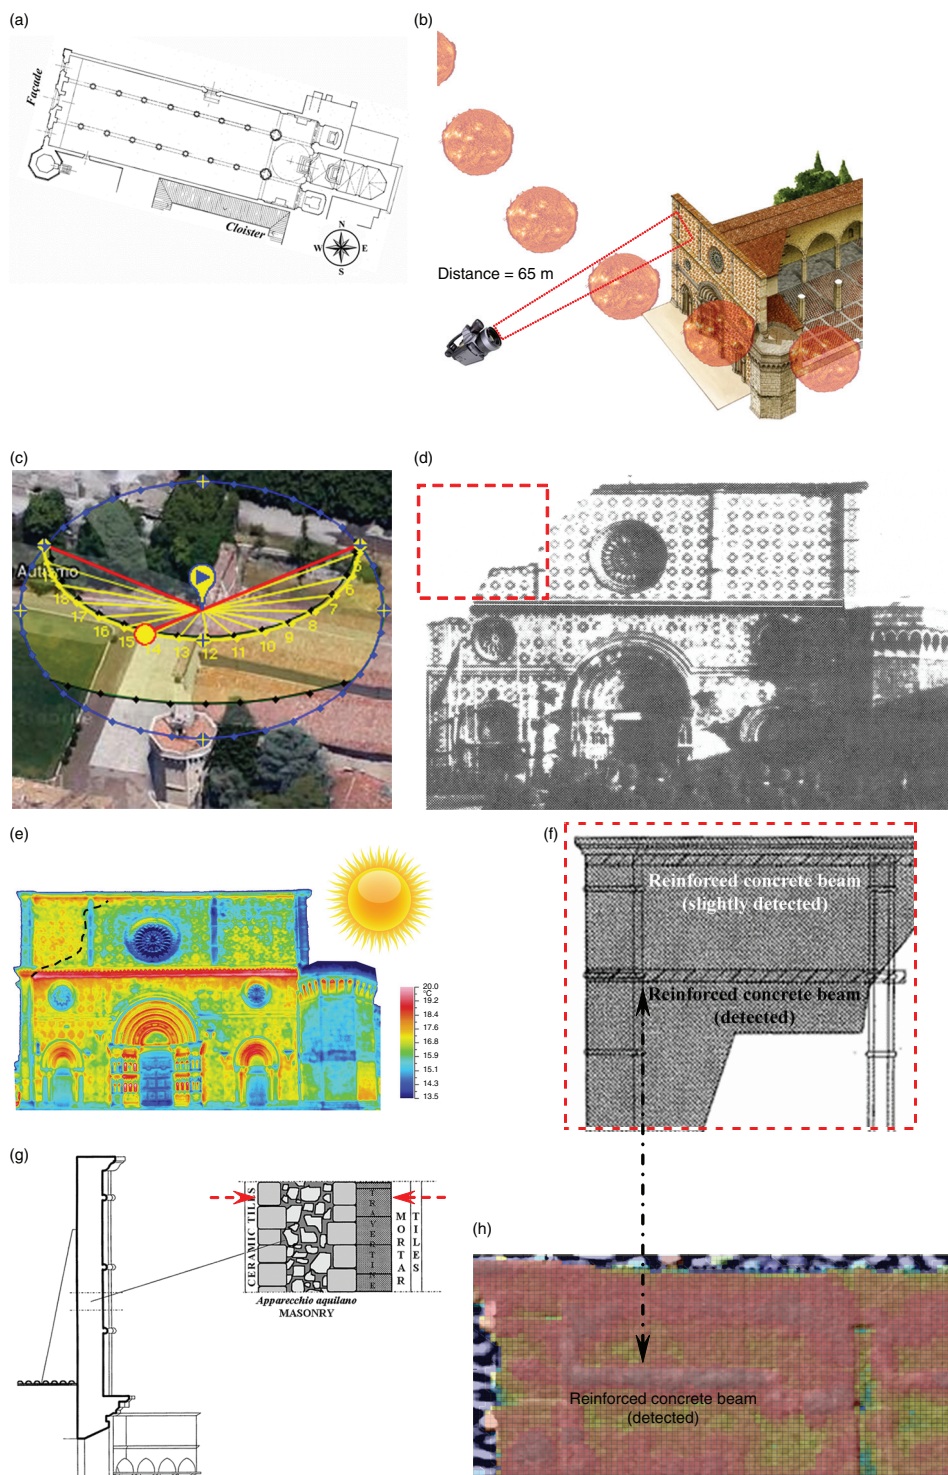 (a)
Façade
Cloister
N
W
E
S
(b)
Distance = 65 m
(c)
Autumno
18
17
16
15
14
13
12
11
10
9
8
7
6
(d)
(e)
20.0
°C
19.2
18.4
17.6
16.8
15.9
15.1
14.3
13.5
(f)
Reinforced concrete beam
(slightly detected)
Reinforced concrete beam
(detected)
(g)
CERAMIC TILES
TRAVERTINE
MORTAR
TILES
Apparecchio aquilano
MASONRY
(h)
Reinforced concrete beam
(detected)